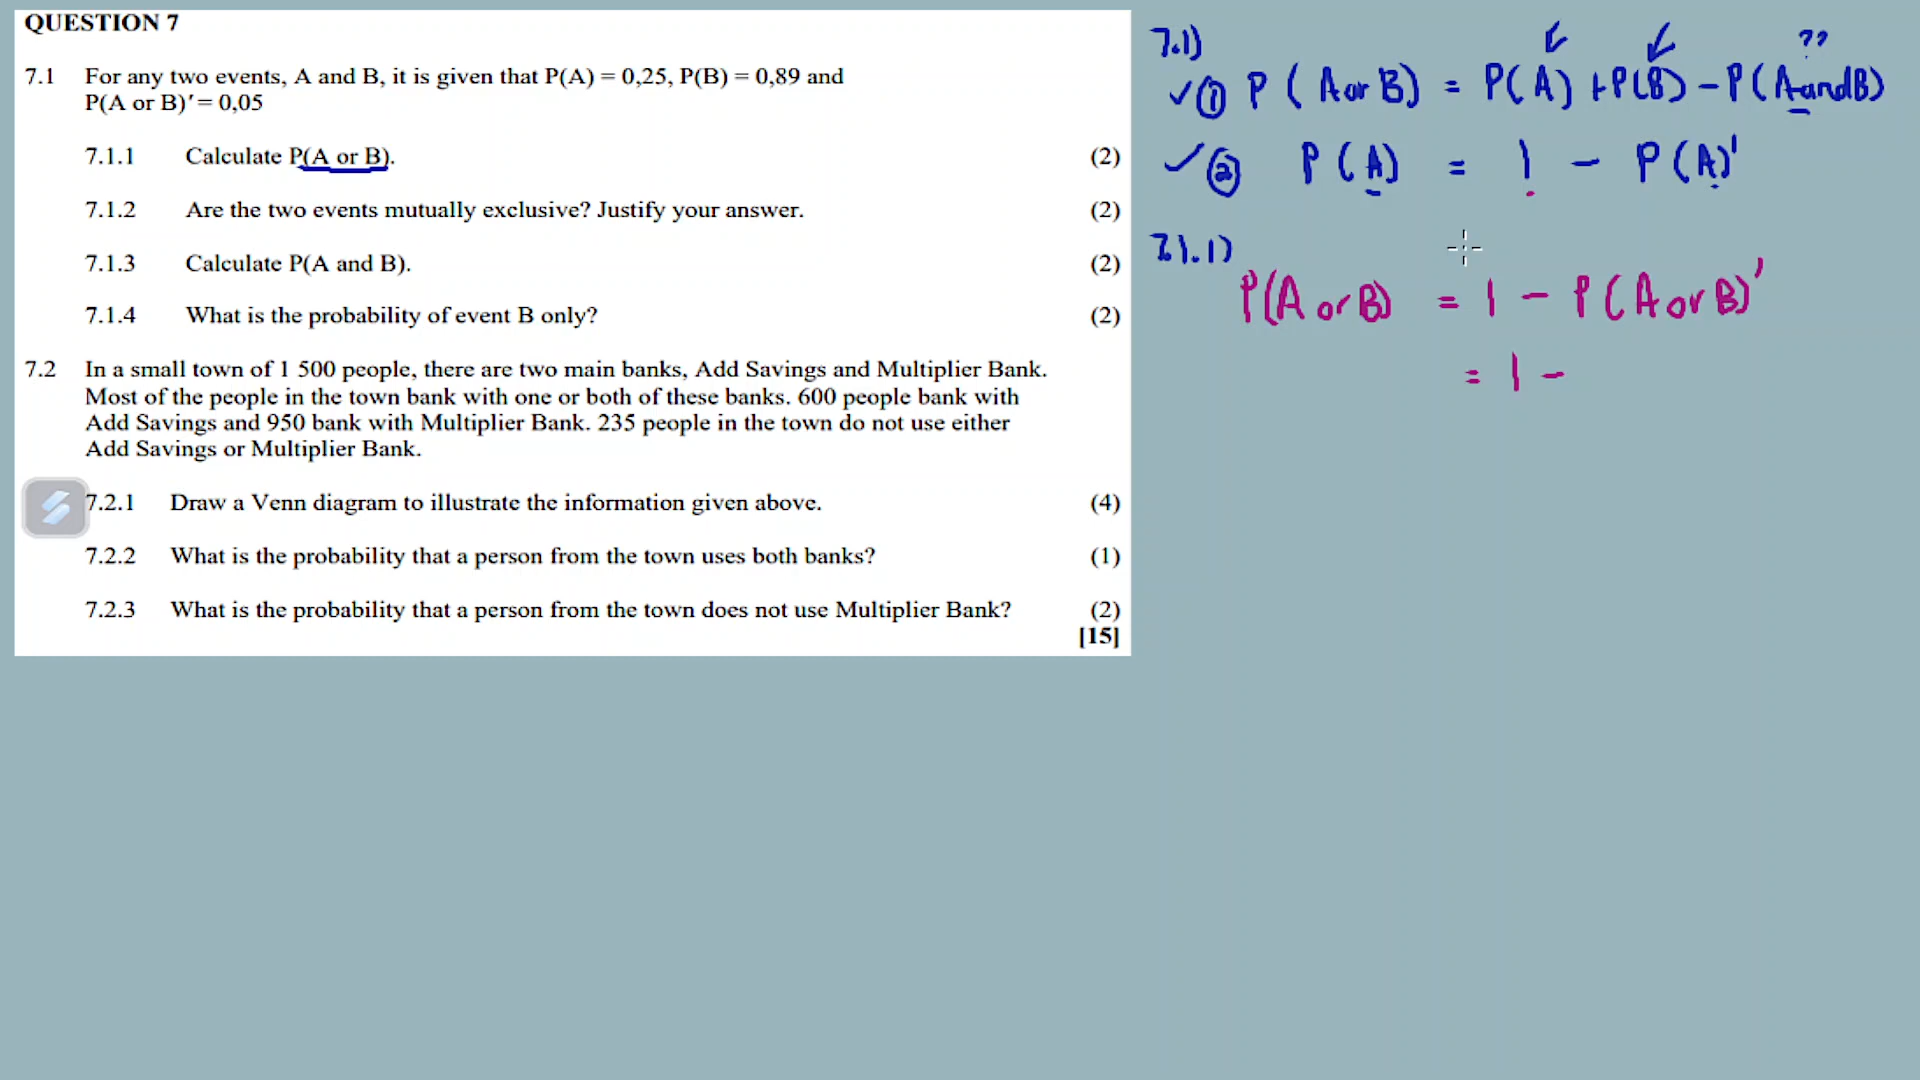 QUESTION 7
7.1 For any two events, A and B, it is given that P(A) = 0,25, P(B) = 0,89 and
P(A or B)′ = 0,05
7.1.1 Calculate P(A or B). (2)
7.1.2 Are the two events mutually exclusive? Justify your answer. (2)
7.1.3 Calculate P(A and B). (2)
7.1.4 What is the probability of event B only? (2)
7.2 In a small town of 1 500 people, there are two main banks, Add Savings and Multiplier Bank.
Most of the people in the town bank with one or both of these banks. 600 people bank with
Add Savings and 950 bank with Multiplier Bank. 235 people in the town do not use either
Add Savings or Multiplier Bank.
7.2.1 Draw a Venn diagram to illustrate the information given above. (4)
7.2.2 What is the probability that a person from the town uses both banks? (1)
7.2.3 What is the probability that a person from the town does not use Multiplier Bank? (2)
[15]
7.1)
??
✓① P(A or B) = P(A) + P(B) - P(A and B)
✓② P(A) = 1 - P(A)'
7.1.1)
P(A or B) = 1 - P(A or B)'
= 1 -